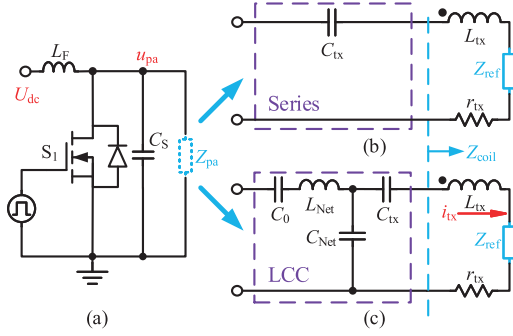 L_F
u_pa
U_dc
S_1
C_S
Z_pa
(a)
C_tx
Series
L_tx
Z_ref
r_tx
(b)
Z_coil
C_0
L_Net
C_tx
C_Net
LCC
i_tx
L_tx
Z_ref
r_tx
(c)